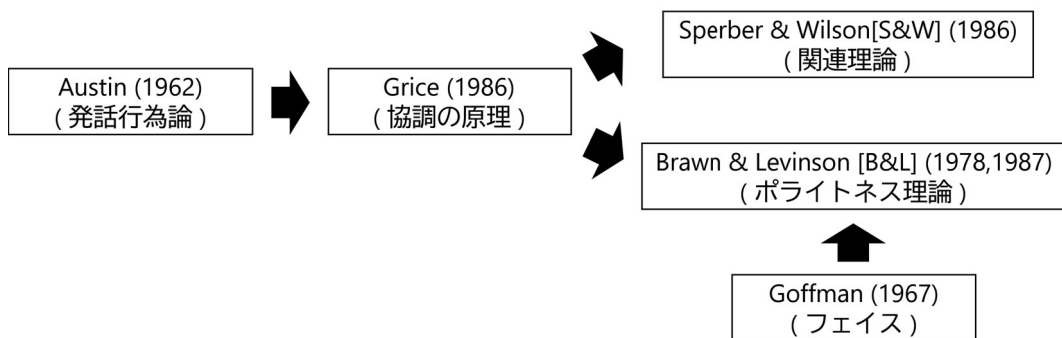 Sperber & Wilson[S&W] (1986)
( 関連理論 )
Austin (1962)
( 発話行為論 )
Grice (1986)
( 協調の原理 )
Brawn & Levinson [B&L] (1978,1987)
( ポライトネス理論 )
Goffman (1967)
( フェイス )